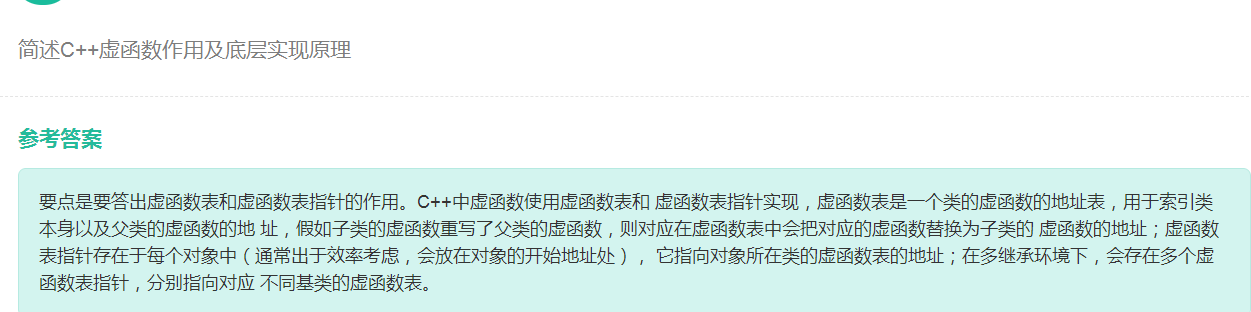 简述C++虚函数作用及底层实现原理
参考答案
要点是要答出虚函数表和虚函数表指针的作用。C++中虚函数使用虚函数表和 虚函数表指针实现，虚函数表是一个类的虚函数的地址表，用于索引类
本身以及父类的虚函数的地 址，假如子类的虚函数重写了父类的虚函数，则对应在虚函数表中会把对应的虚函数替换为子类的 虚函数的地址；虚函数
表指针存在于每个对象中（通常出于效率考虑，会放在对象的开始地址处）， 它指向对象所在类的虚函数表的地址；在多继承环境下，会存在多个虚
函数表指针，分别指向对应 不同基类的虚函数表。